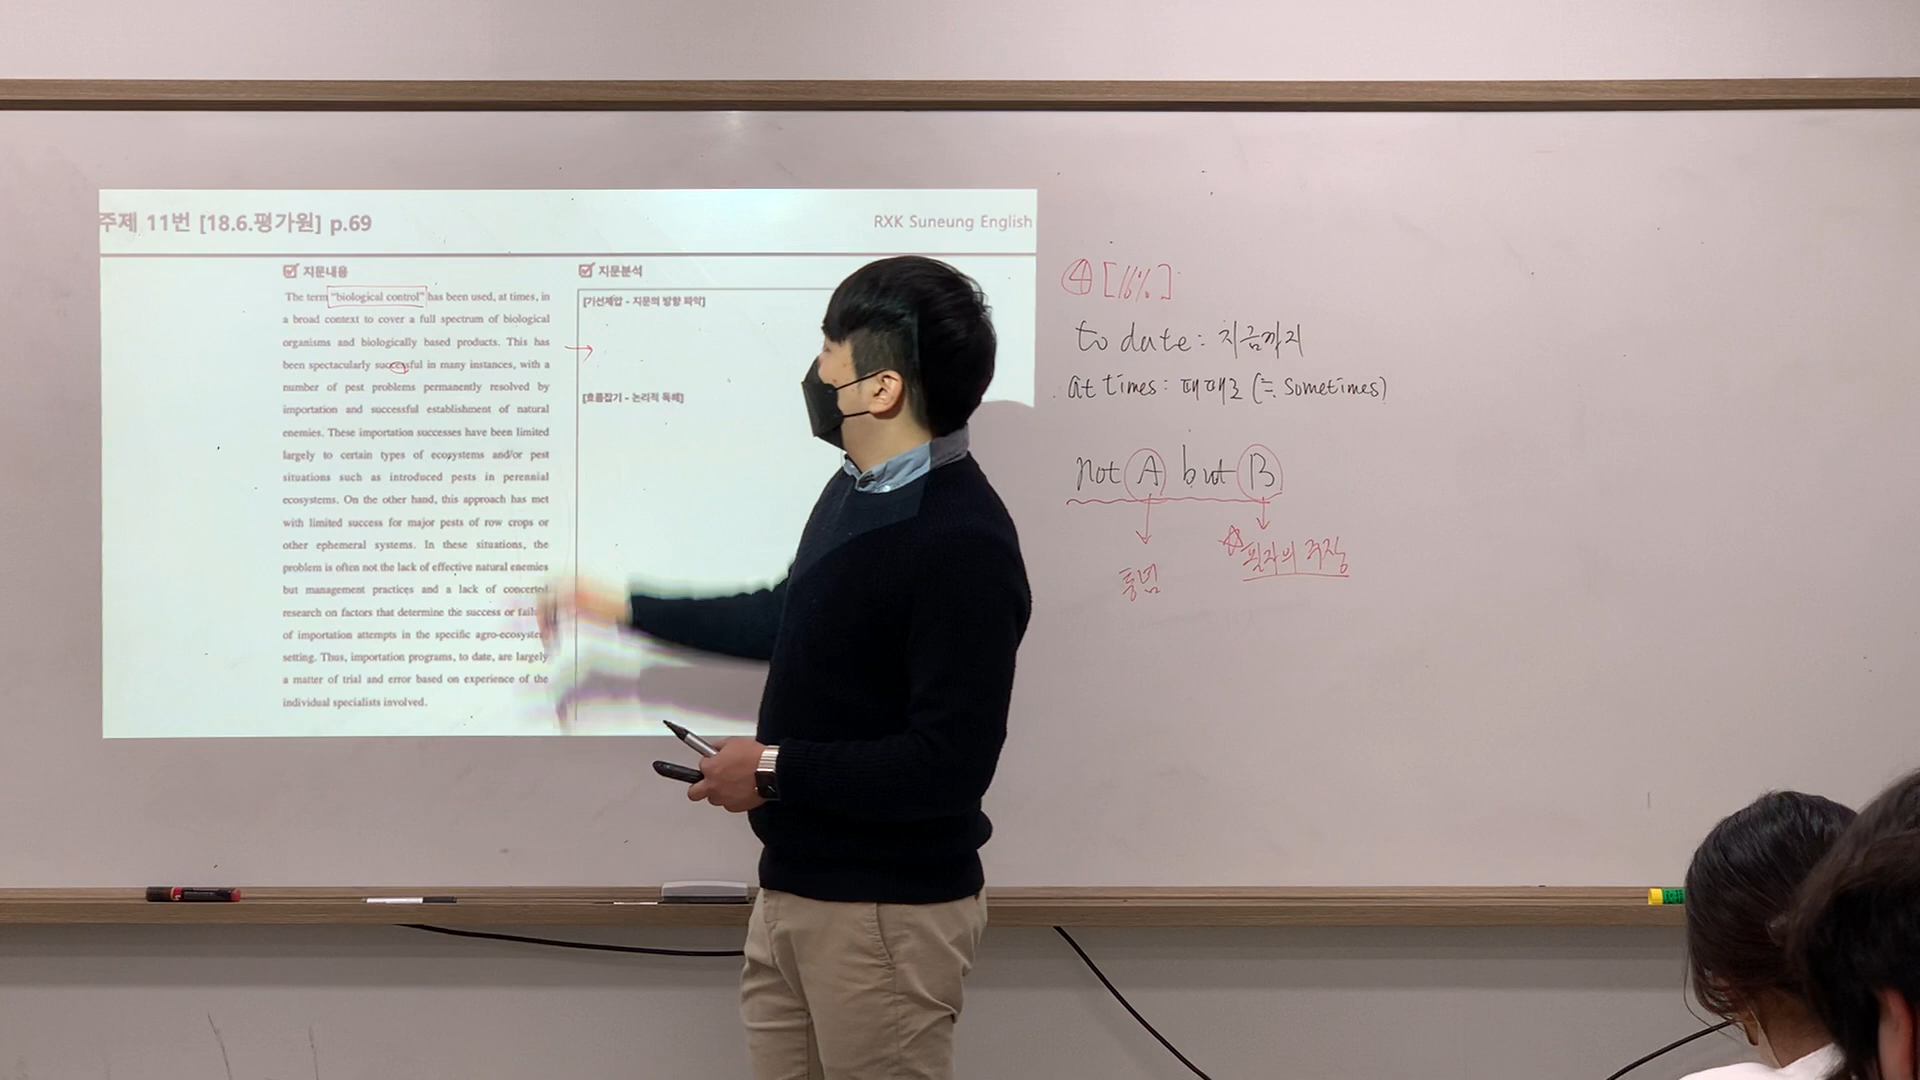 주제 11번 [18.6.평가원] p.69
RXK Suneung English
지문내용
The term "biological control" has been used, at times, in
a broad context to cover a full spectrum of biological
organisms and biologically based products. This has
been spectacularly successful in many instances, with a
number of pest problems permanently resolved by
importation and successful establishment of natural
enemies. These importation successes have been limited
largely to certain types of ecosystems and/or pest
situations such as introduced pests in perennial
ecosystems. On the other hand, this approach has met
with limited success for major pests of row crops or
other ephemeral systems. In these situations, the
problem is often not the lack of effective natural enemies
but management practices and a lack of concerted
research on factors that determine the success or
of importation attempts in the specific
setting. Thus, importation programs, to date, are largely
a matter of trial and error based on experience of the
individual specialists involved.
지문분석
[기선제압 - 지문의 방향 파악]
[흐름잡기 - 논리적 독해]
④ [16%]
to date : 지금까지
at times : 때때로 (≒ sometimes)
not A but B
통념
☆ 필자의 주장